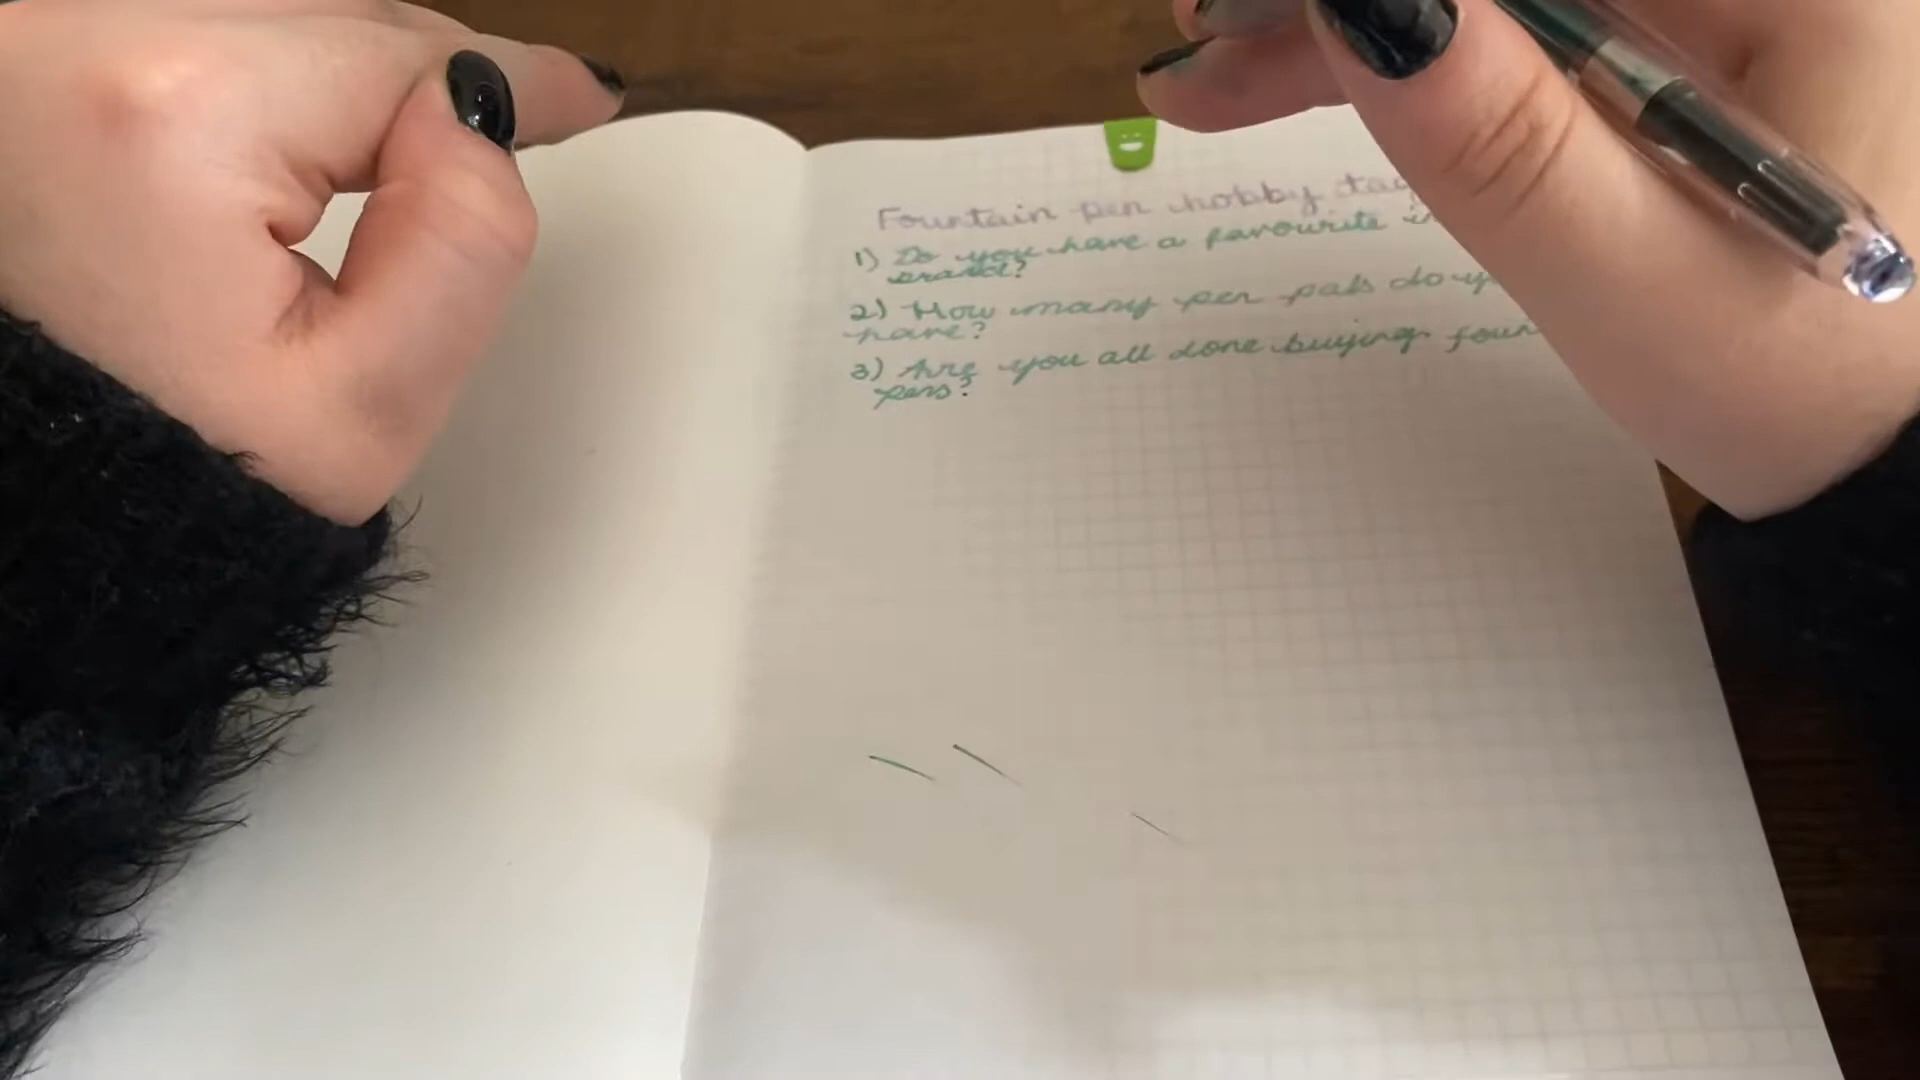 Fountain pen hobby
1) Do you have a favourite
brand?
2) How many pen pals do
have?
3) Are you all done buying
pens?